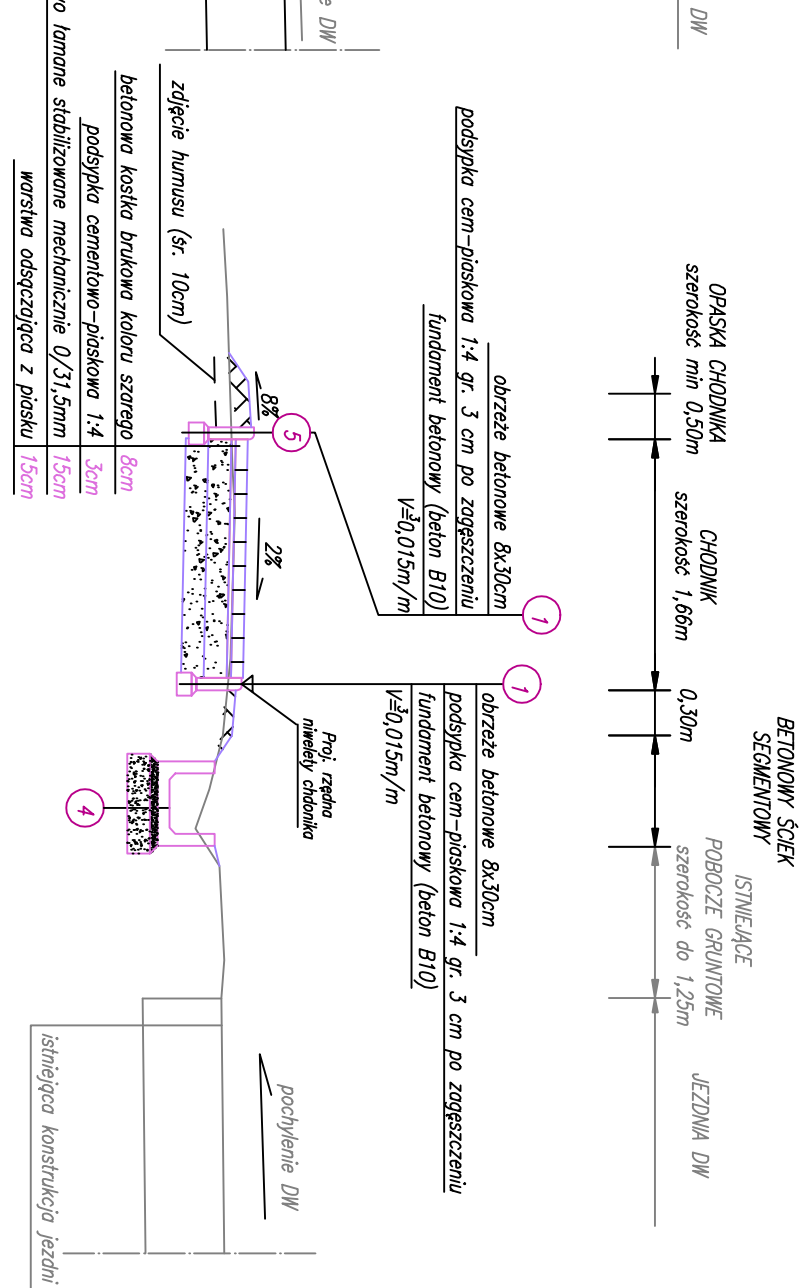 BETONOWY ŚCIEK
SEGMENTOWY
OPASKA CHODNIKA
szerokość min 0,50m
CHODNIK
szerokość 1,66m
0,30m
ISTNIEJĄCE
POBOCZE GRUNTOWE
szerokość do 1,25m
JEZDNIA DW
DW
obrzeże betonowe 8x30cm
podsypka cem-piaskowa 1:4 gr. 3 cm po zagęszczeniu
fundament betonowy (beton B10)
V=0,015m³/m
1
obrzeże betonowe 8x30cm
podsypka cem-piaskowa 1:4 gr. 3 cm po zagęszczeniu
fundament betonowy (beton B10)
V=0,015m³/m
1
5
8%
2%
Proj. rzędna
niwelety chdonika
4
pochylenie DW
e DW
zdjęcie humusu (śr. 10cm)
betonowa kostka brukowa koloru szarego 8cm
podsypka cementowo-piaskowa 1:4 3cm
wo łamane stabilizowane mechanicznie 0/31,5mm 15cm
warstwa odsączająca z piasku 15cm
istniejąca konstrukcja jezdni